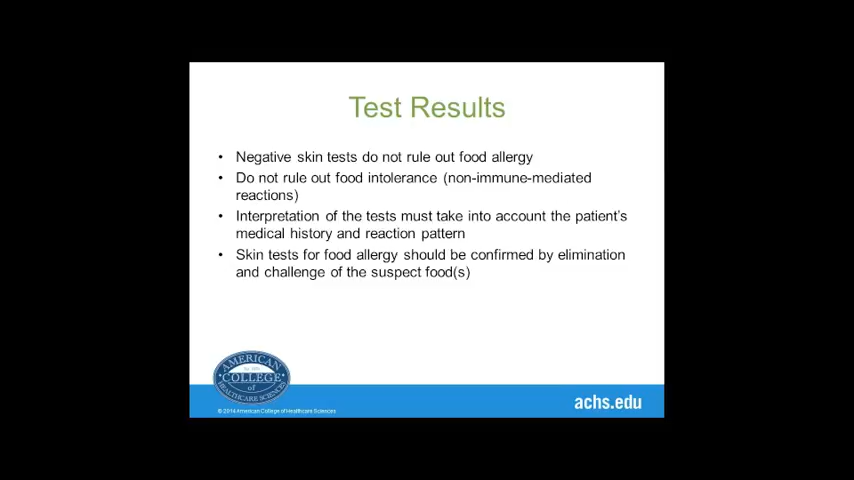 Test Results
• Negative skin tests do not rule out food allergy
• Do not rule out food intolerance (non-immune-mediated
reactions)
• Interpretation of the tests must take into account the patient's
medical history and reaction pattern
• Skin tests for food allergy should be confirmed by elimination
and challenge of the suspect food(s)
AMERICAN
COLLEGE
of
HEALTHCARE SCIENCES
achs.edu
© 2014 American College of Healthcare Sciences